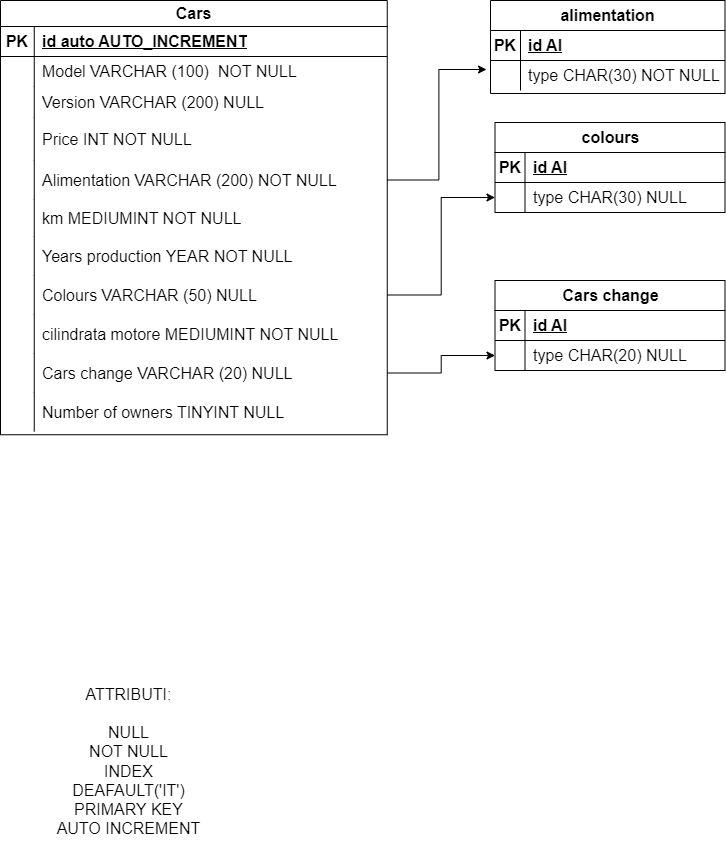 Cars
PK id auto AUTO_INCREMENT
Model VARCHAR (100)  NOT NULL
Version VARCHAR (200) NULL
Price INT NOT NULL
Alimentation VARCHAR (200) NOT NULL
km MEDIUMINT NOT NULL
Years production YEAR NOT NULL
Colours VARCHAR (50) NULL
cilindrata motore MEDIUMINT NOT NULL
Cars change VARCHAR (20) NULL
Number of owners TINYINT NULL
alimentation
PK id AI
type CHAR(30) NOT NULL
colours
PK id AI
type CHAR(30) NULL
Cars change
PK id AI
type CHAR(20) NULL
ATTRIBUTI:
NULL
NOT NULL
INDEX
DEAFAULT('IT')
PRIMARY KEY
AUTO INCREMENT